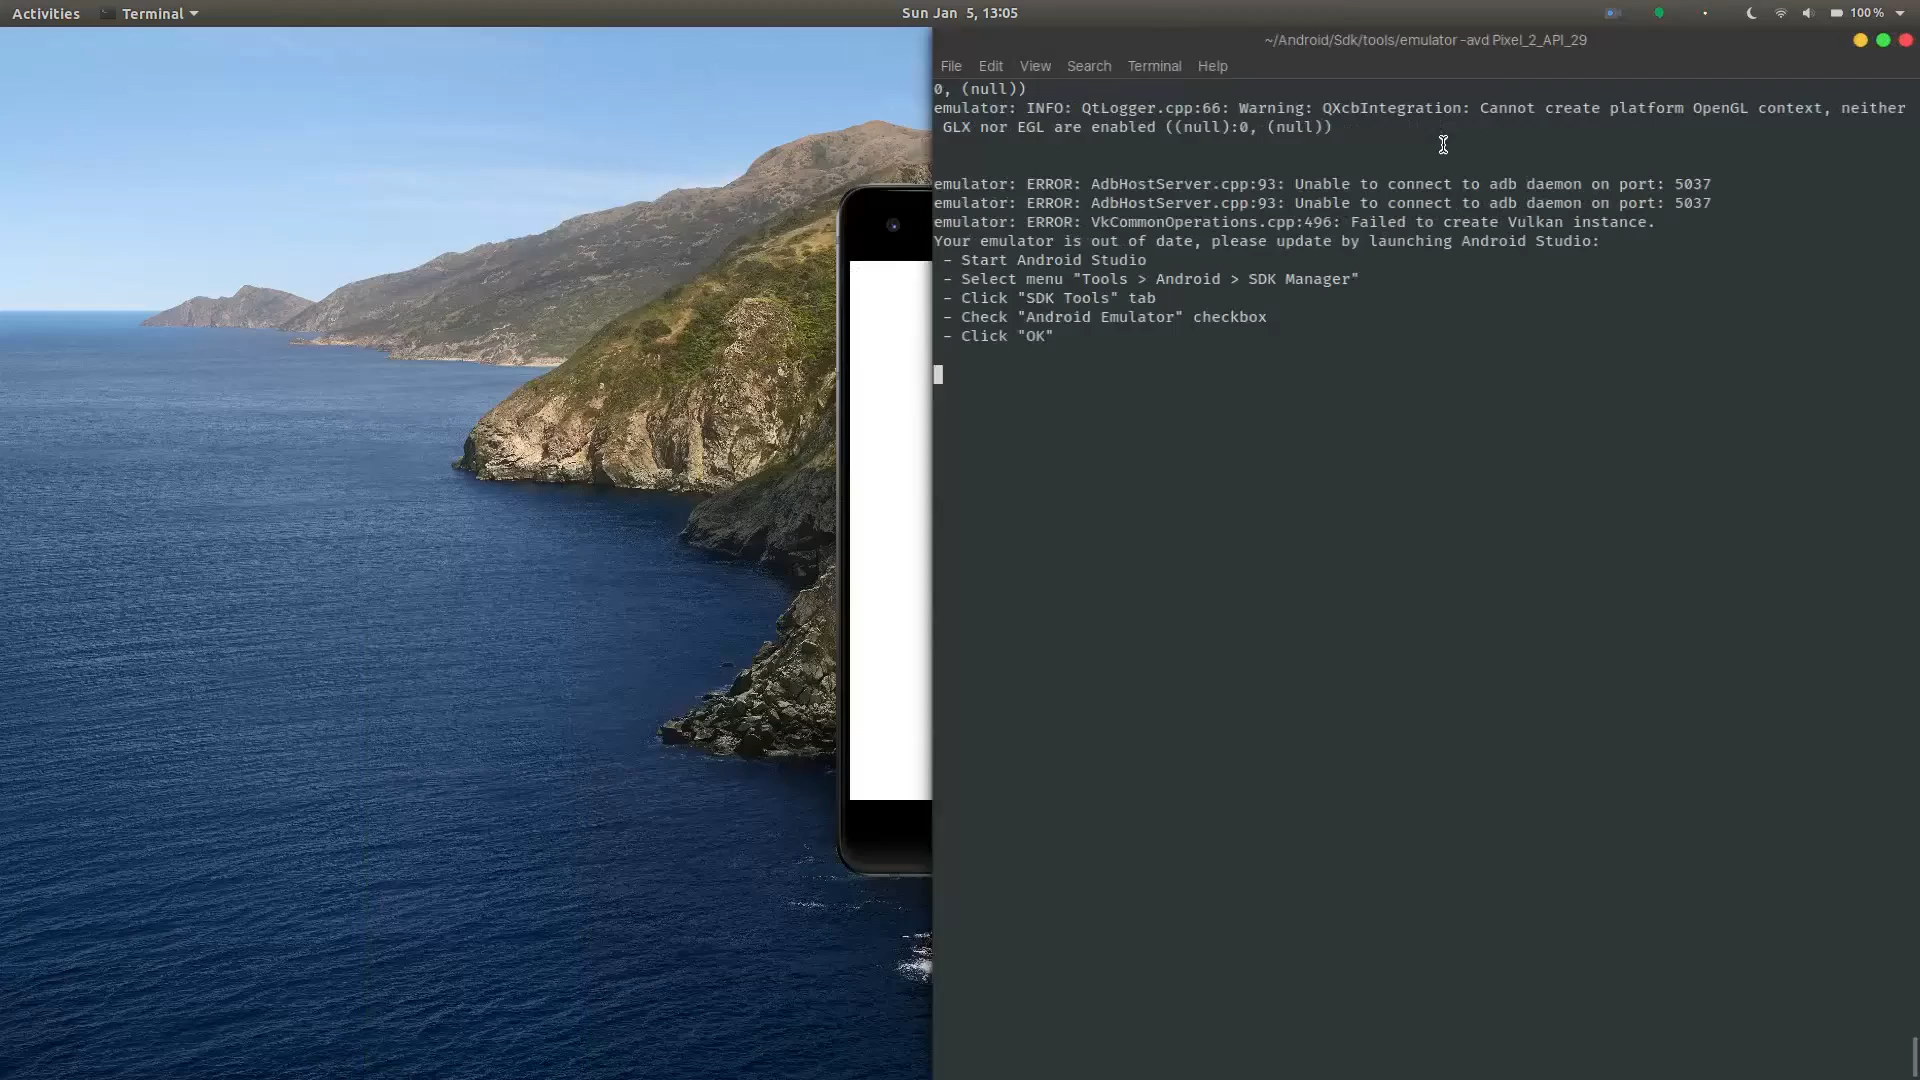 Activities
Terminal
Sun Jan 5, 13:05
100%
~/Android/Sdk/tools/emulator -avd Pixel_2_API_29
File Edit View Search Terminal Help
0, (null))
emulator: INFO: QtLogger.cpp:66: Warning: QXcbIntegration: Cannot create platform OpenGL context, neither
GLX nor EGL are enabled ((null):0, (null))
emulator: ERROR: AdbHostServer.cpp:93: Unable to connect to adb daemon on port: 5037
emulator: ERROR: AdbHostServer.cpp:93: Unable to connect to adb daemon on port: 5037
emulator: ERROR: VkCommonOperations.cpp:496: Failed to create Vulkan instance.
Your emulator is out of date, please update by launching Android Studio:
- Start Android Studio
- Select menu "Tools > Android > SDK Manager"
- Click "SDK Tools" tab
- Check "Android Emulator" checkbox
- Click "OK"